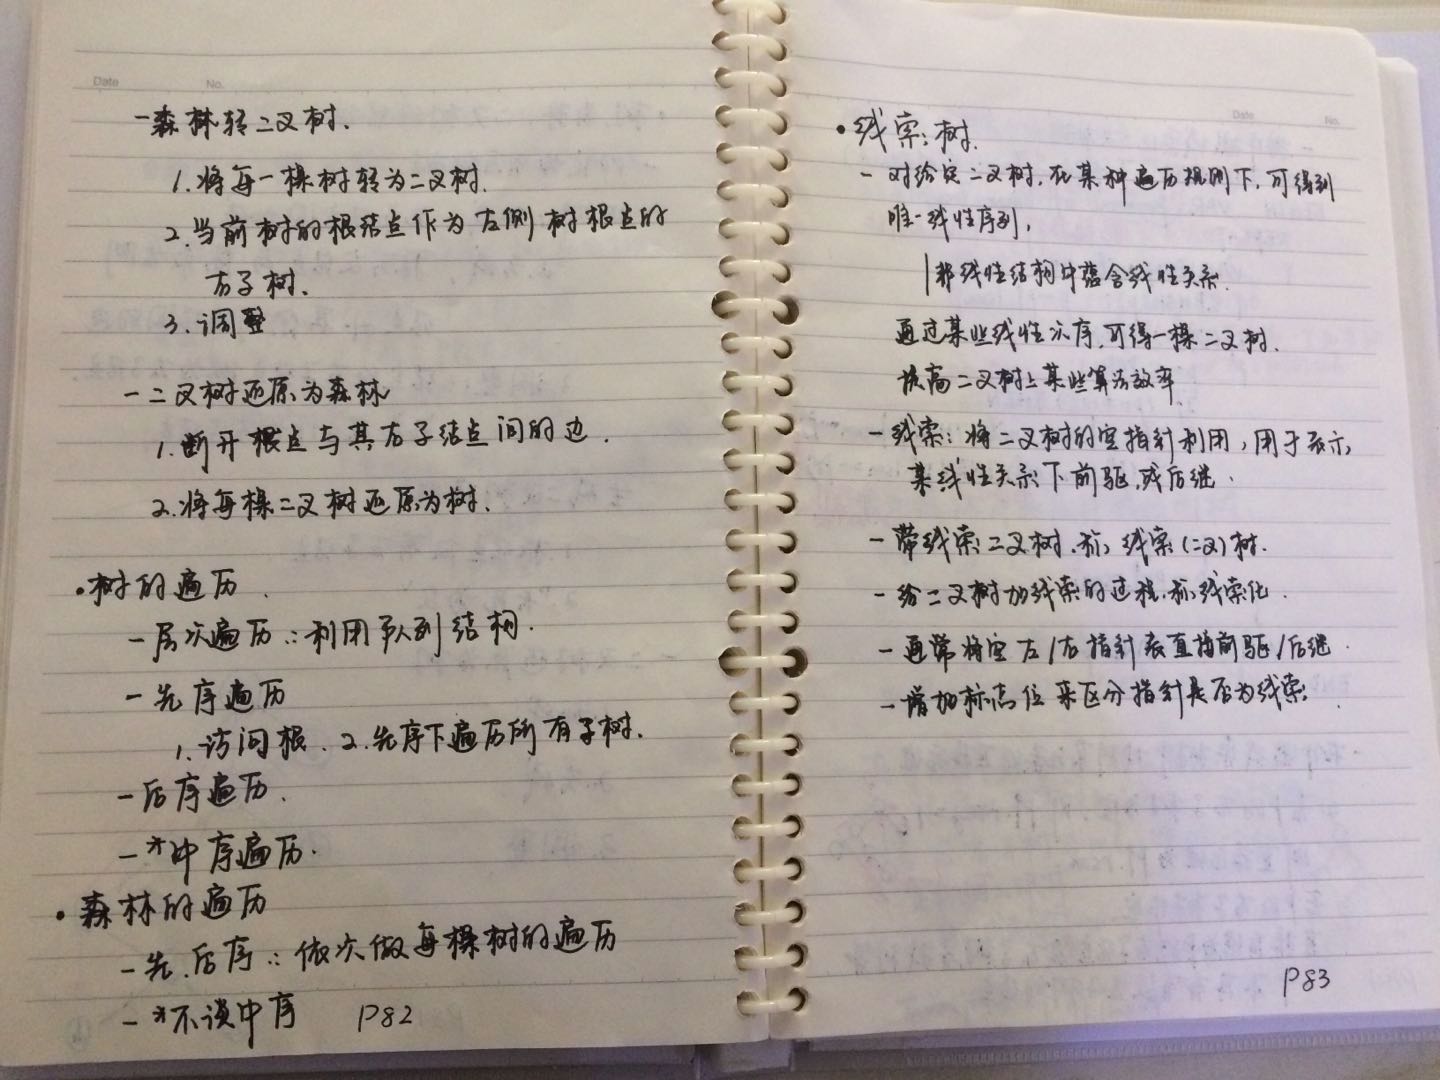 Date No.
-森林转二叉树.
1.将每一棵树转为二叉树.
2.当前树的根结点作为左侧树根点的
右子树.
3.调整
-二叉树还原为森林
1.断开根点与其右子结点间的边.
2.将每棵二叉树还原为树.
•树的遍历.
-层次遍历:利用队列结构.
-先序遍历
1.访问根.2.先序下遍历所有子树.
-后序遍历.
-*中序遍历.
•森林的遍历
-先.后序:依次做每棵树的遍历
-*不谈中序 P82
Date No.
•线索树.
-对给定二叉树,在某种遍历规则下,可得到
唯一线性序列,
|非线性结构中蕴含线性关系.
通过某些线性次序,可得一棵二叉树.
提高二叉树上某些算法效率
-线索:将二叉树的空指针利用,用于表示,
某线性关系下前驱,或后继.
-带线索二叉树.称,线索(二叉)树.
-给二叉树加线索的过程.称,线索化.
-通常将空左/右指针表直接前驱/后继.
-增加标志位来区分指针是否为线索.
P83